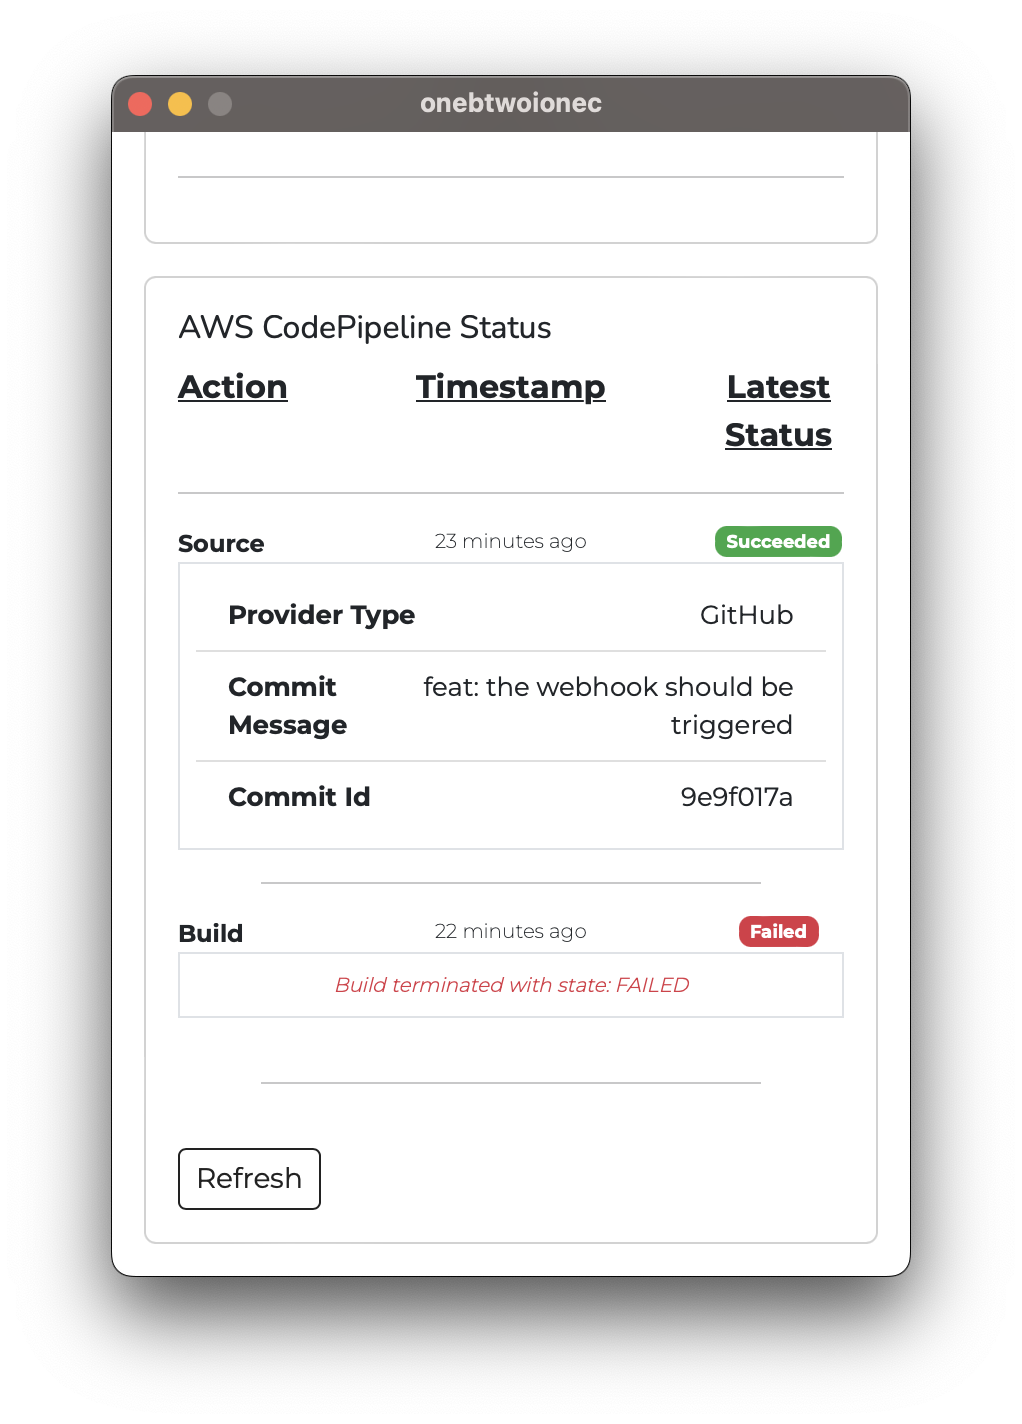 onebtwoionec
AWS CodePipeline Status
Action Timestamp Latest
Status
Source 23 minutes ago Succeeded
Provider Type GitHub
Commit feat: the webhook should be
Message triggered
Commit Id 9e9f017a
Build 22 minutes ago Failed
Build terminated with state: FAILED
Refresh